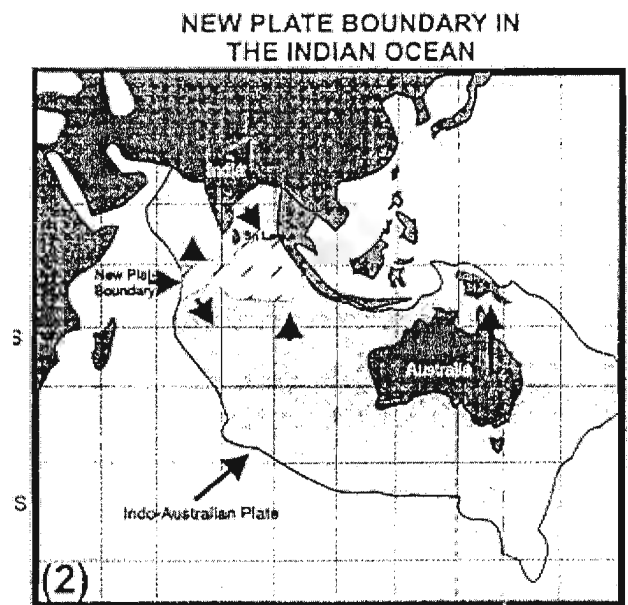 NEW PLATE BOUNDARY IN
THE INDIAN OCEAN
India
Sri Lanka
New Plate
Boundary
Australia
Indo-Australian Plate
S
S
(2)